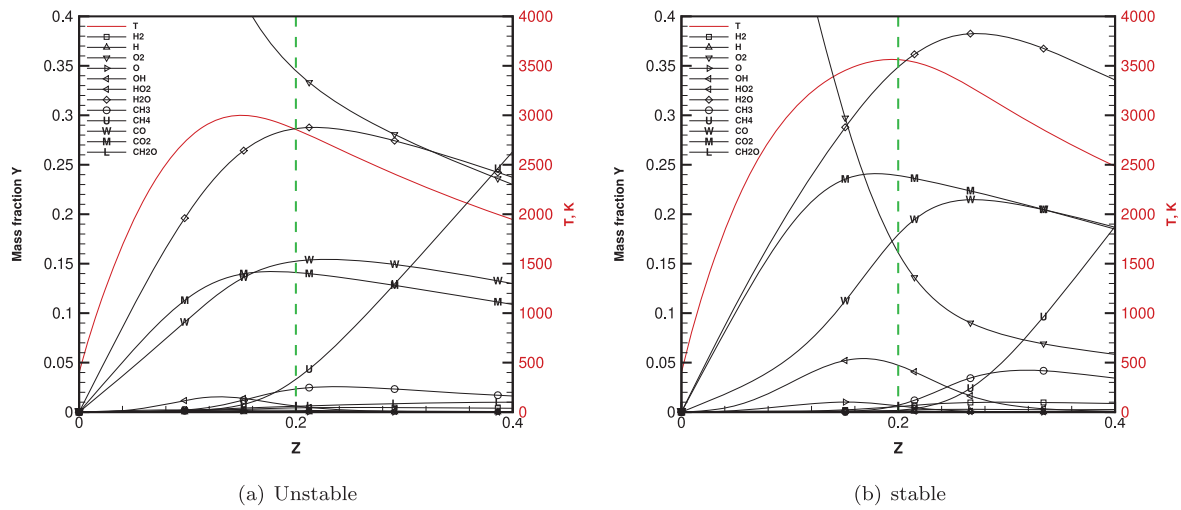 0.4
0.35
0.3
0.25
0.2
0.15
0.1
0.05
0
Mass fraction Y
T
H2
H
O2
O
OH
HO2
H2O
CH3
U CH4
W CO
M CO2
L CH2O
4000
3500
3000
2500
2000
1500
1000
500
0
T, K
0 0.2 0.4
Z
(a) Unstable
0.4
0.35
0.3
0.25
0.2
0.15
0.1
0.05
0
Mass fraction Y
T
H2
H
O2
O
OH
HO2
H2O
CH3
U CH4
W CO
M CO2
L CH2O
4000
3500
3000
2500
2000
1500
1000
500
0
T, K
0 0.2 0.4
Z
(b) stable